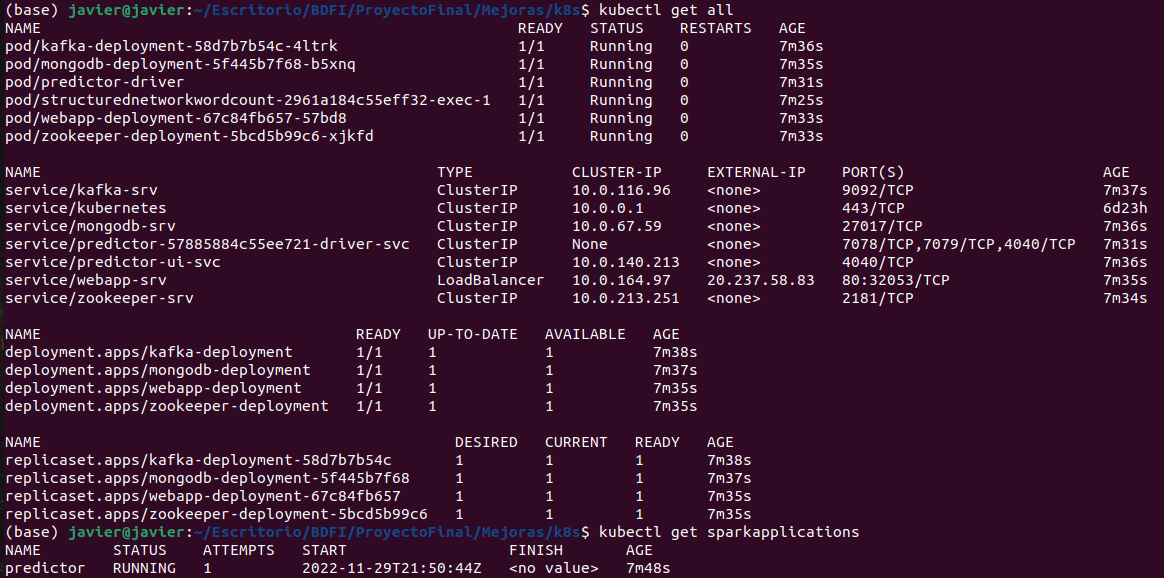 (base) javier@javier:~/Escritorio/BDFI/ProyectoFinal/Mejoras/k8s$ kubectl get all
NAME READY STATUS RESTARTS AGE
pod/kafka-deployment-58d7b7b54c-4ltrk 1/1 Running 0 7m36s
pod/mongodb-deployment-5f445b7f68-b5xnq 1/1 Running 0 7m35s
pod/predictor-driver 1/1 Running 0 7m31s
pod/structurednetworkwordcount-2961a184c55eff32-exec-1 1/1 Running 0 7m25s
pod/webapp-deployment-67c84fb657-57bd8 1/1 Running 0 7m33s
pod/zookeeper-deployment-5bcd5b99c6-xjkfd 1/1 Running 0 7m33s
NAME TYPE CLUSTER-IP EXTERNAL-IP PORT(S) AGE
service/kafka-srv ClusterIP 10.0.116.96 <none> 9092/TCP 7m37s
service/kubernetes ClusterIP 10.0.0.1 <none> 443/TCP 6d23h
service/mongodb-srv ClusterIP 10.0.67.59 <none> 27017/TCP 7m36s
service/predictor-57885884c55ee721-driver-svc ClusterIP None <none> 7078/TCP,7079/TCP,4040/TCP 7m31s
service/predictor-ui-svc ClusterIP 10.0.140.213 <none> 4040/TCP 7m36s
service/webapp-srv LoadBalancer 10.0.164.97 20.237.58.83 80:32053/TCP 7m35s
service/zookeeper-srv ClusterIP 10.0.213.251 <none> 2181/TCP 7m34s
NAME READY UP-TO-DATE AVAILABLE AGE
deployment.apps/kafka-deployment 1/1 1 1 7m38s
deployment.apps/mongodb-deployment 1/1 1 1 7m37s
deployment.apps/webapp-deployment 1/1 1 1 7m35s
deployment.apps/zookeeper-deployment 1/1 1 1 7m35s
NAME DESIRED CURRENT READY AGE
replicaset.apps/kafka-deployment-58d7b7b54c 1 1 1 7m38s
replicaset.apps/mongodb-deployment-5f445b7f68 1 1 1 7m37s
replicaset.apps/webapp-deployment-67c84fb657 1 1 1 7m35s
replicaset.apps/zookeeper-deployment-5bcd5b99c6 1 1 1 7m35s
(base) javier@javier:~/Escritorio/BDFI/ProyectoFinal/Mejoras/k8s$ kubectl get sparkapplications
NAME STATUS ATTEMPTS START FINISH AGE
predictor RUNNING 1 2022-11-29T21:50:44Z <no value> 7m48s